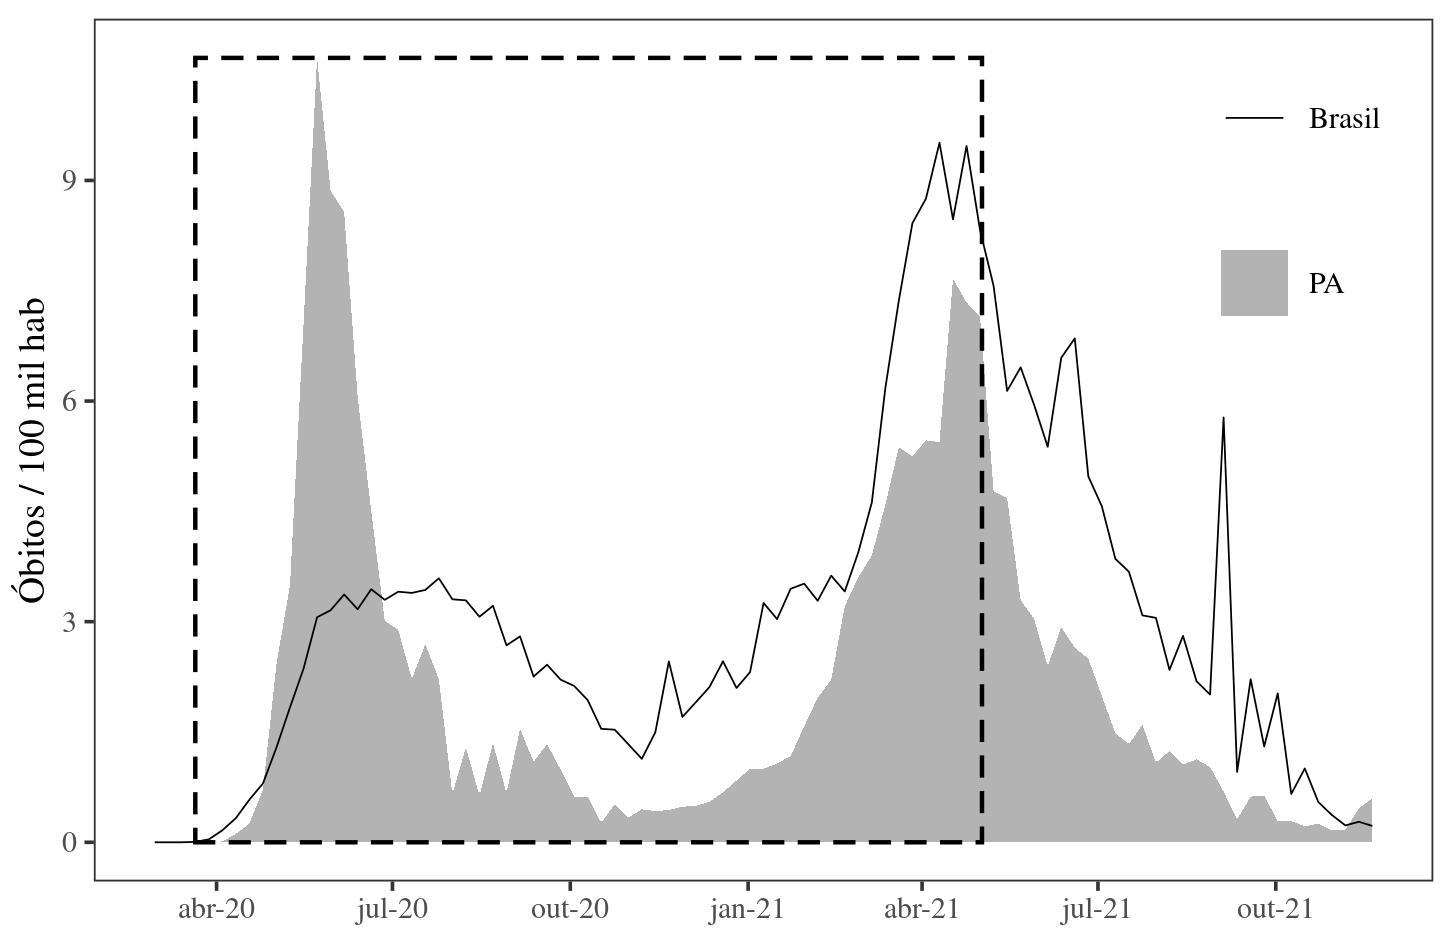 Óbitos / 100 mil hab
9
6
3
0
abr-20
jul-20
out-20
jan-21
abr-21
jul-21
out-21
Brasil
PA